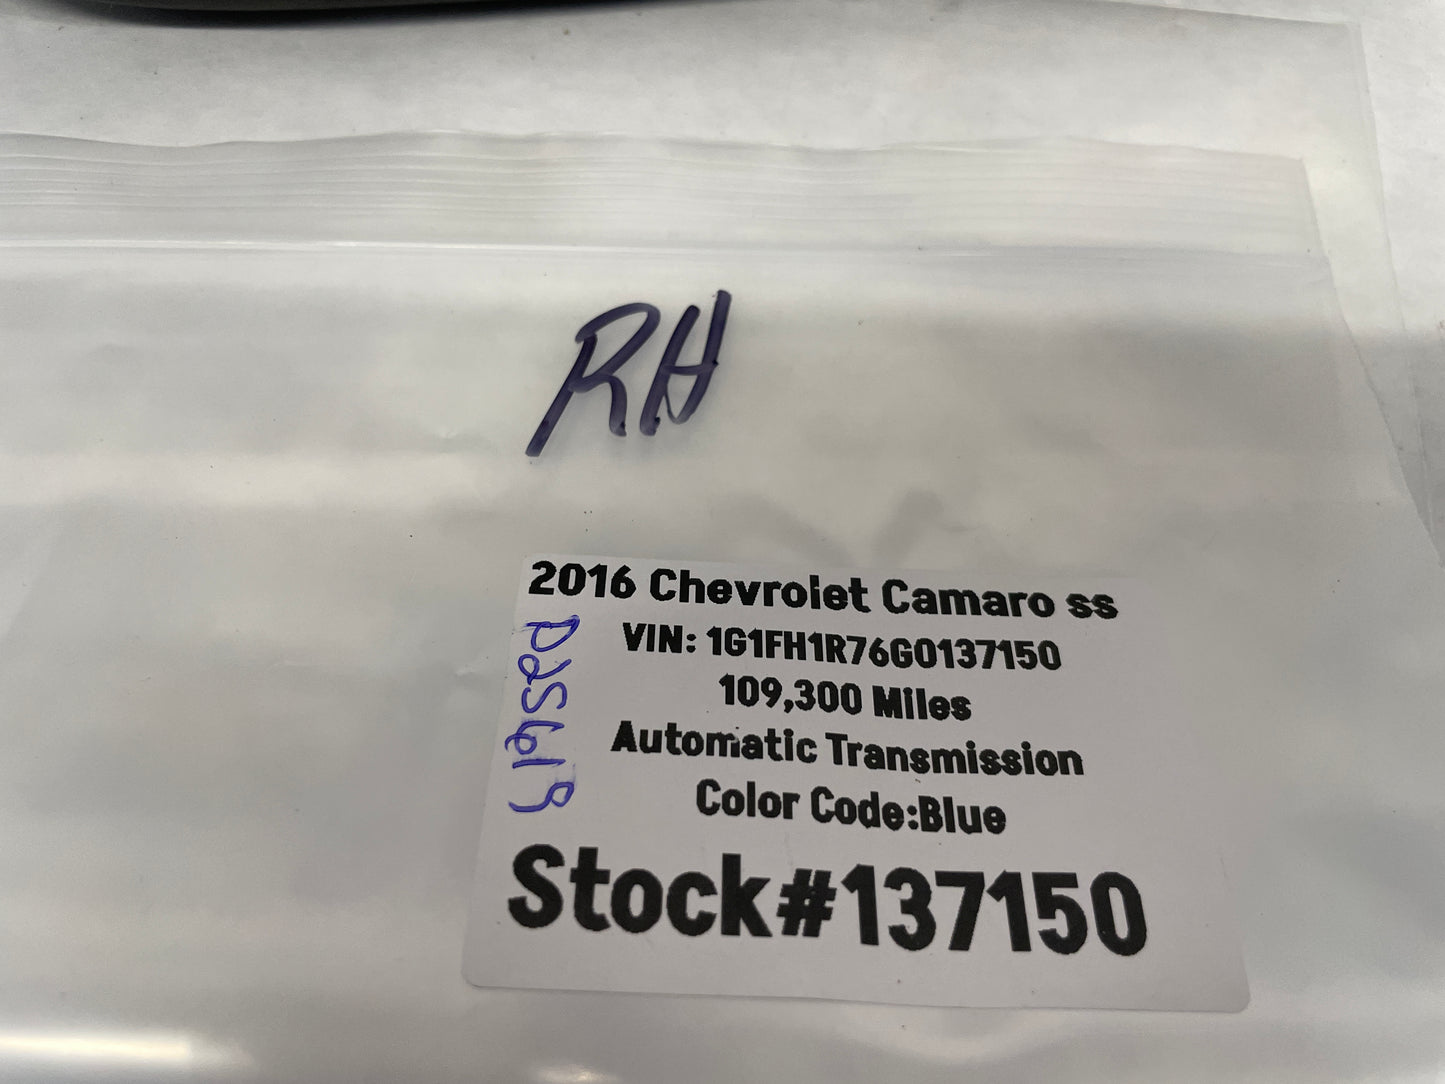 RH
2016 Chevrolet Camaro ss
VIN: 1G1FH1R76G0137150
109,300 Miles
Automatic Transmission
Color Code:Blue
Stock#137150